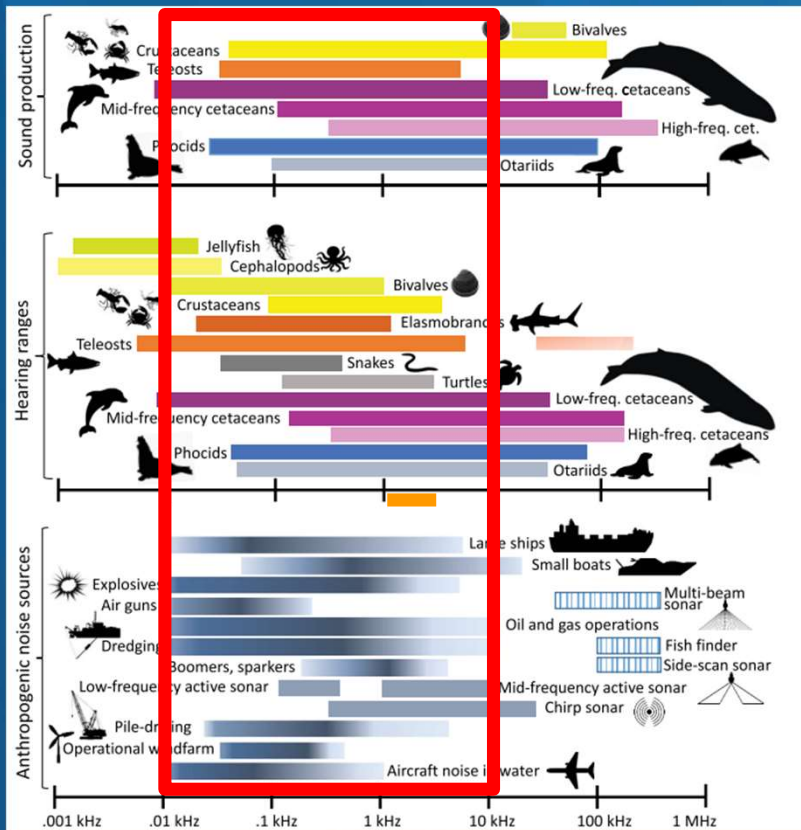 Sound production
Bivalves
Crustaceans
Teleosts
Low-freq. cetaceans
Mid-frequency cetaceans
High-freq. cet.
Phocids
Otariids
Hearing ranges
Jellyfish
Cephalopods
Bivalves
Crustaceans
Elasmobranchs
Teleosts
Snakes
Turtles
Low-freq. cetaceans
Mid-frequency cetaceans
High-freq. cetaceans
Phocids
Otariids
Anthropogenic noise sources
Large ships
Small boats
Explosives
Multi-beam
sonar
Air guns
Oil and gas operations
Dredging
Fish finder
Boomers, sparkers
Side-scan sonar
Low-frequency active sonar
Mid-frequency active sonar
Chirp sonar
Pile-driving
Operational windfarm
Aircraft noise in water
.001 kHz .01 kHz .1 kHz 1 kHz 10 kHz 100 kHz 1 MHz